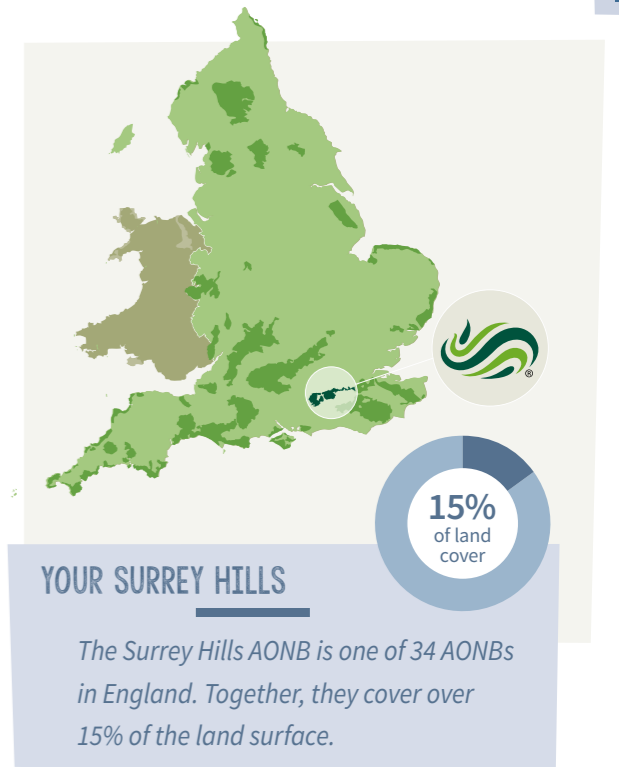 ®
15%
of land
cover
YOUR SURREY HILLS
The Surrey Hills AONB is one of 34 AONBs
in England. Together, they cover over
15% of the land surface.